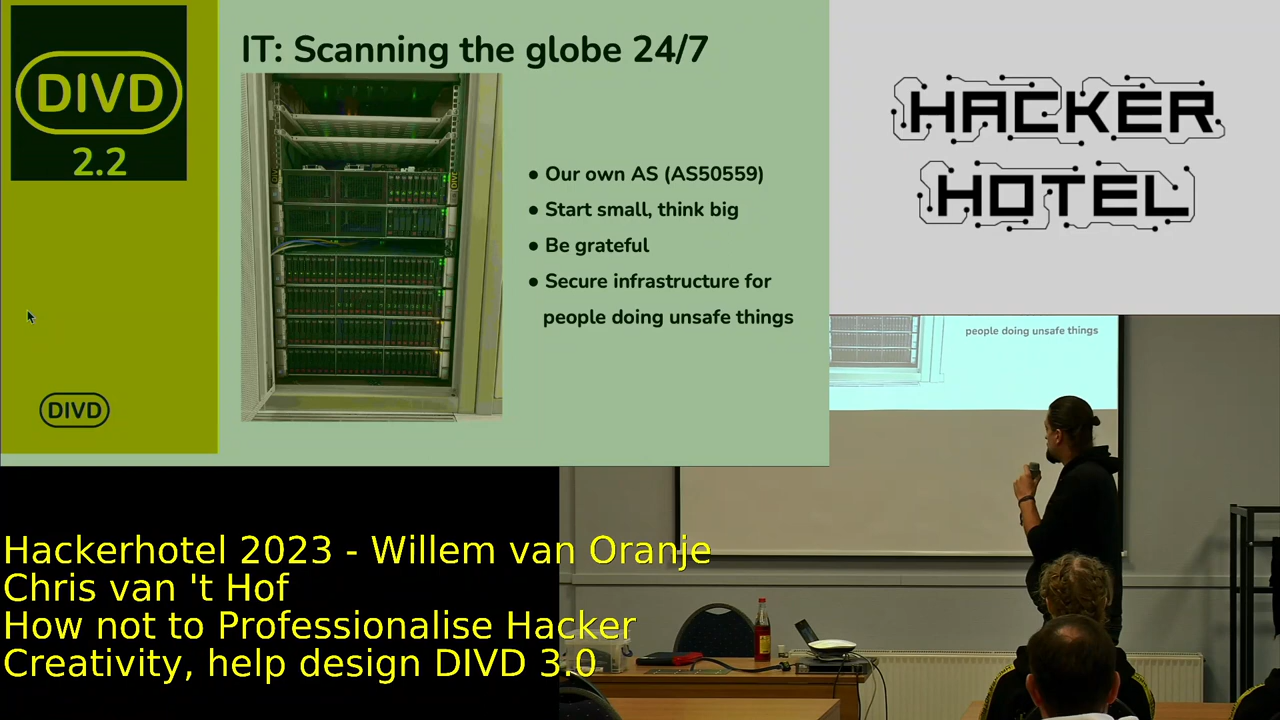 DIVD
2.2
IT: Scanning the globe 24/7
• Our own AS (AS50559)
• Start small, think big
• Be grateful
• Secure infrastructure for
people doing unsafe things
DIVD
HACKER
HOTEL
people doing unsafe things
Hackerhotel 2023 - Willem van Oranje
Chris van 't Hof
How not to Professionalise Hacker
Creativity, help design DIVD 3.0